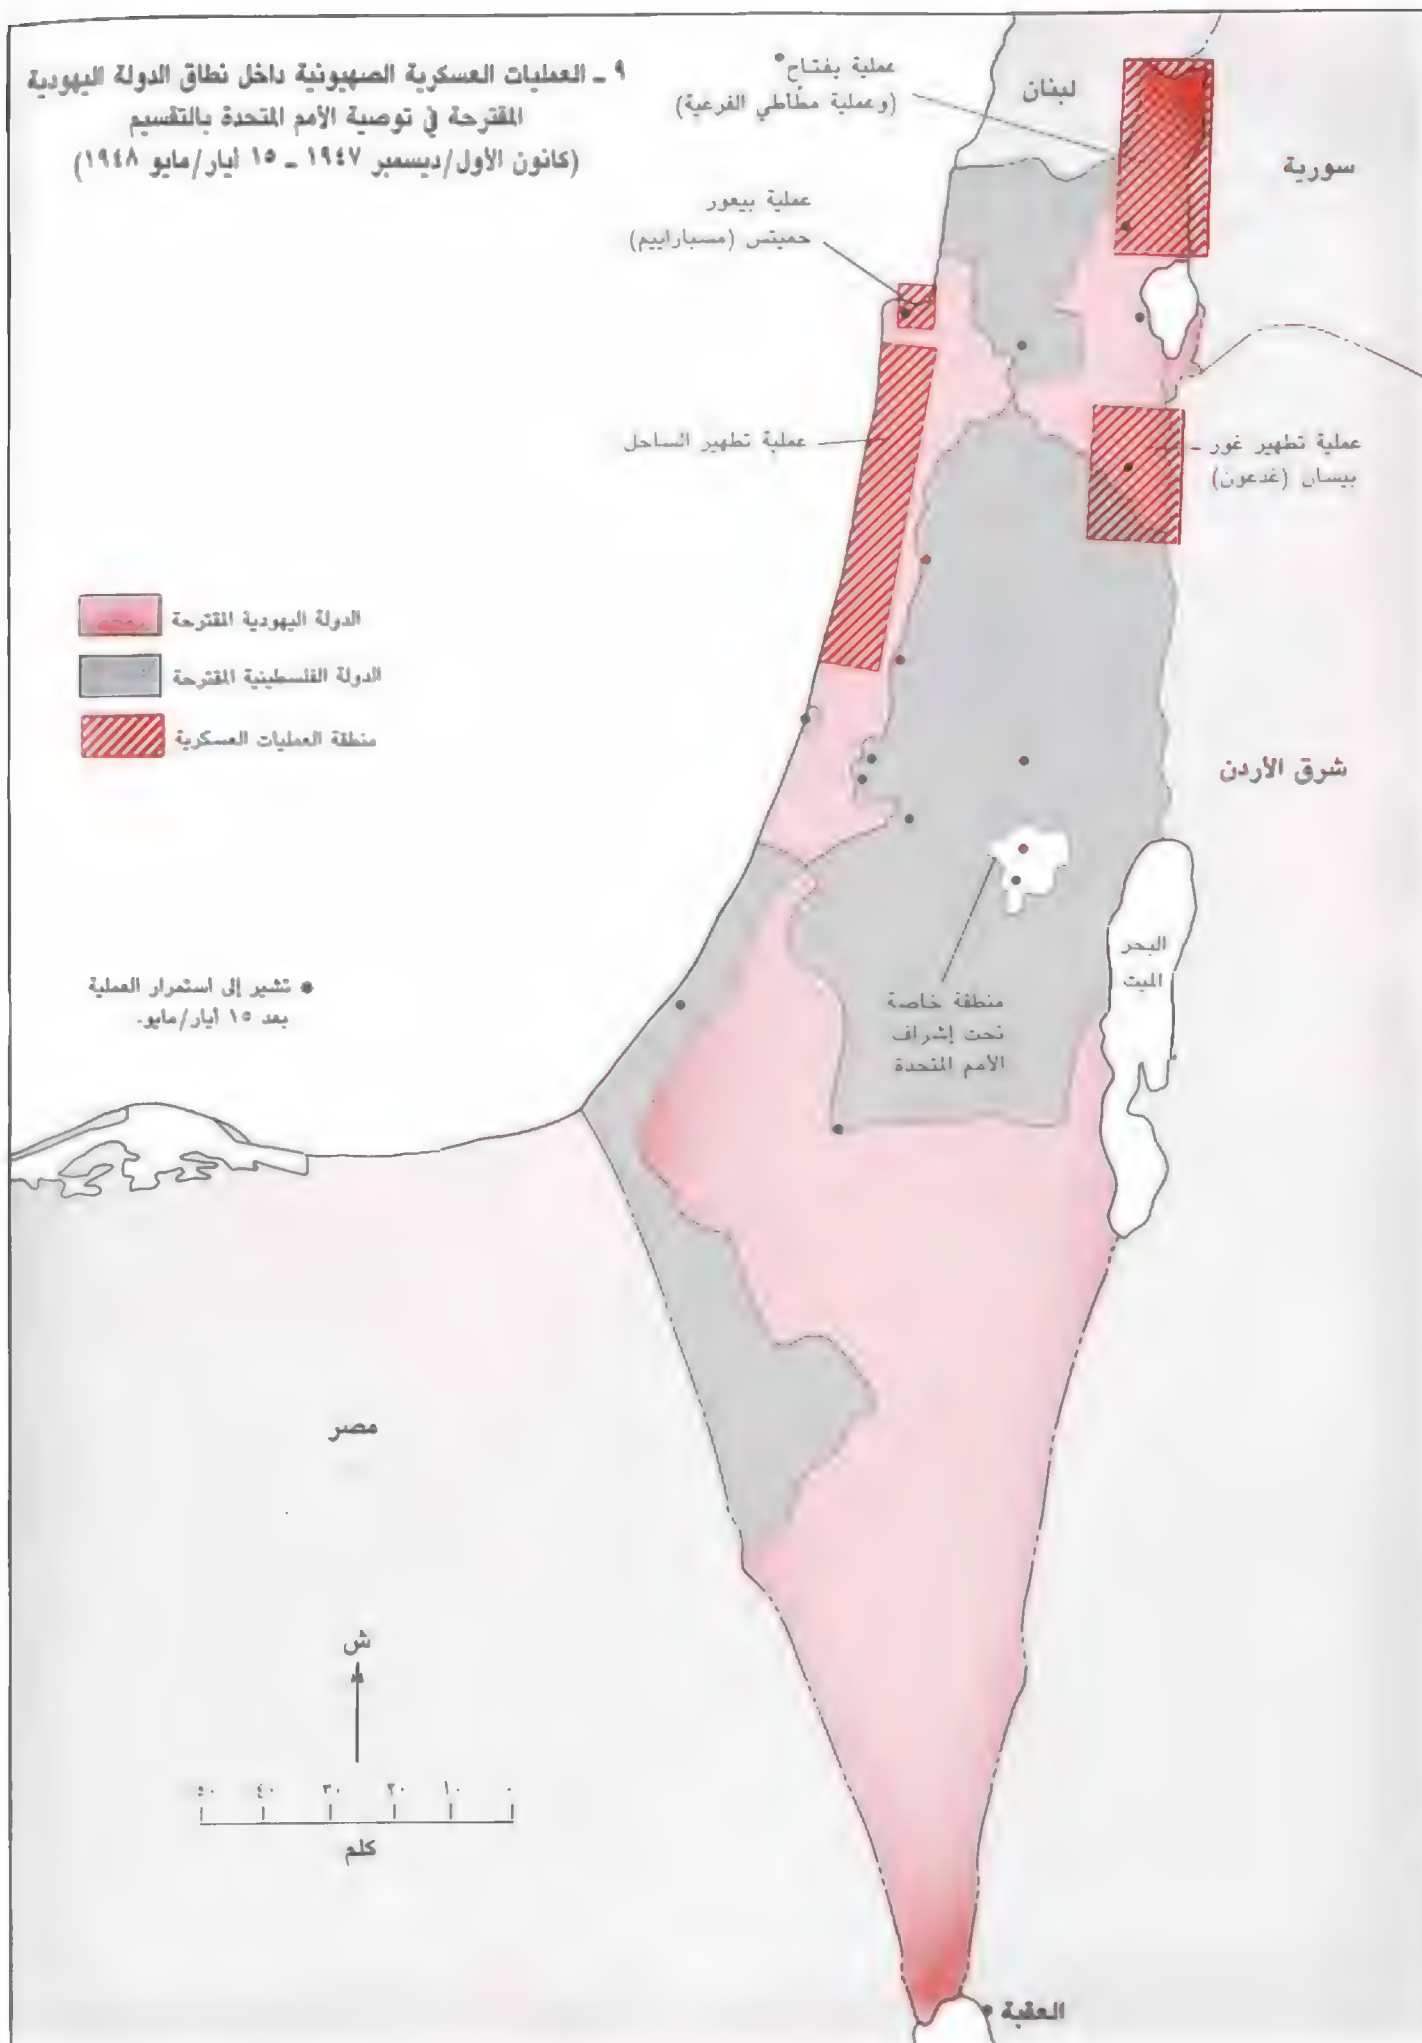 ٩ ـ العمليات العسكرية الصهيونية داخل نطاق الدولة اليهودية
المقترحة في توصية الأمم المتحدة بالتقسيم
(كانون الأول/ديسمبر ١٩٤٧ ـ ١٥ أيار/مايو ١٩٤٨)
عملية يفتاح•
(وعملية مطاطي الفرعية)
لبنان
سورية
عملية بيعور
حميتس (مسباراييم)
عملية تطهير الساحل
عملية تطهير غور
بيسان (غدعون)
الدولة اليهودية المقترحة
الدولة الفلسطينية المقترحة
منطقة العمليات العسكرية
شرق الأردن
البحر
الميت
منطقة خاصة
تحت إشراف
الأمم المتحدة
• تشير إلى استمرار العملية
بعد ١٥ أيار/مايو.
مصر
ش
٥٠ ٤٠ ٣٠ ٢٠ ١٠ ٠
كلم
العقبة